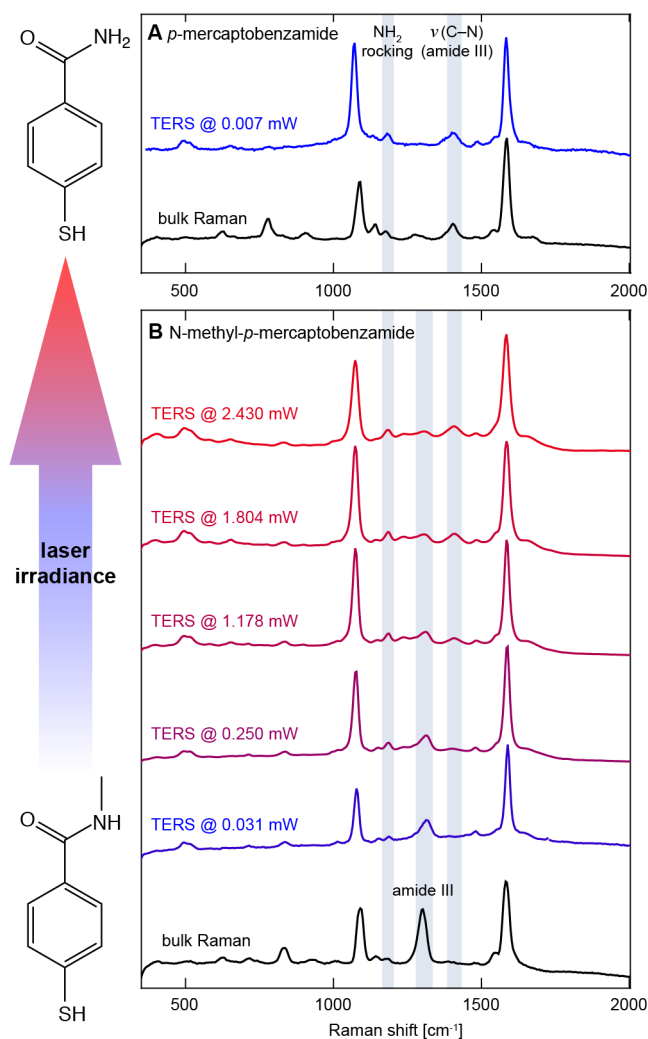 A p-mercaptobenzamide
NH2 rocking
ν(C–N) (amide III)
O
NH2
SH
TERS @ 0.007 mW
bulk Raman
500 1000 1500 2000
B N-methyl-p-mercaptobenzamide
TERS @ 2.430 mW
TERS @ 1.804 mW
laser
irradiance
TERS @ 1.178 mW
TERS @ 0.250 mW
TERS @ 0.031 mW
O
NH
SH
amide III
bulk Raman
500 1000 1500 2000
Raman shift [cm-1]